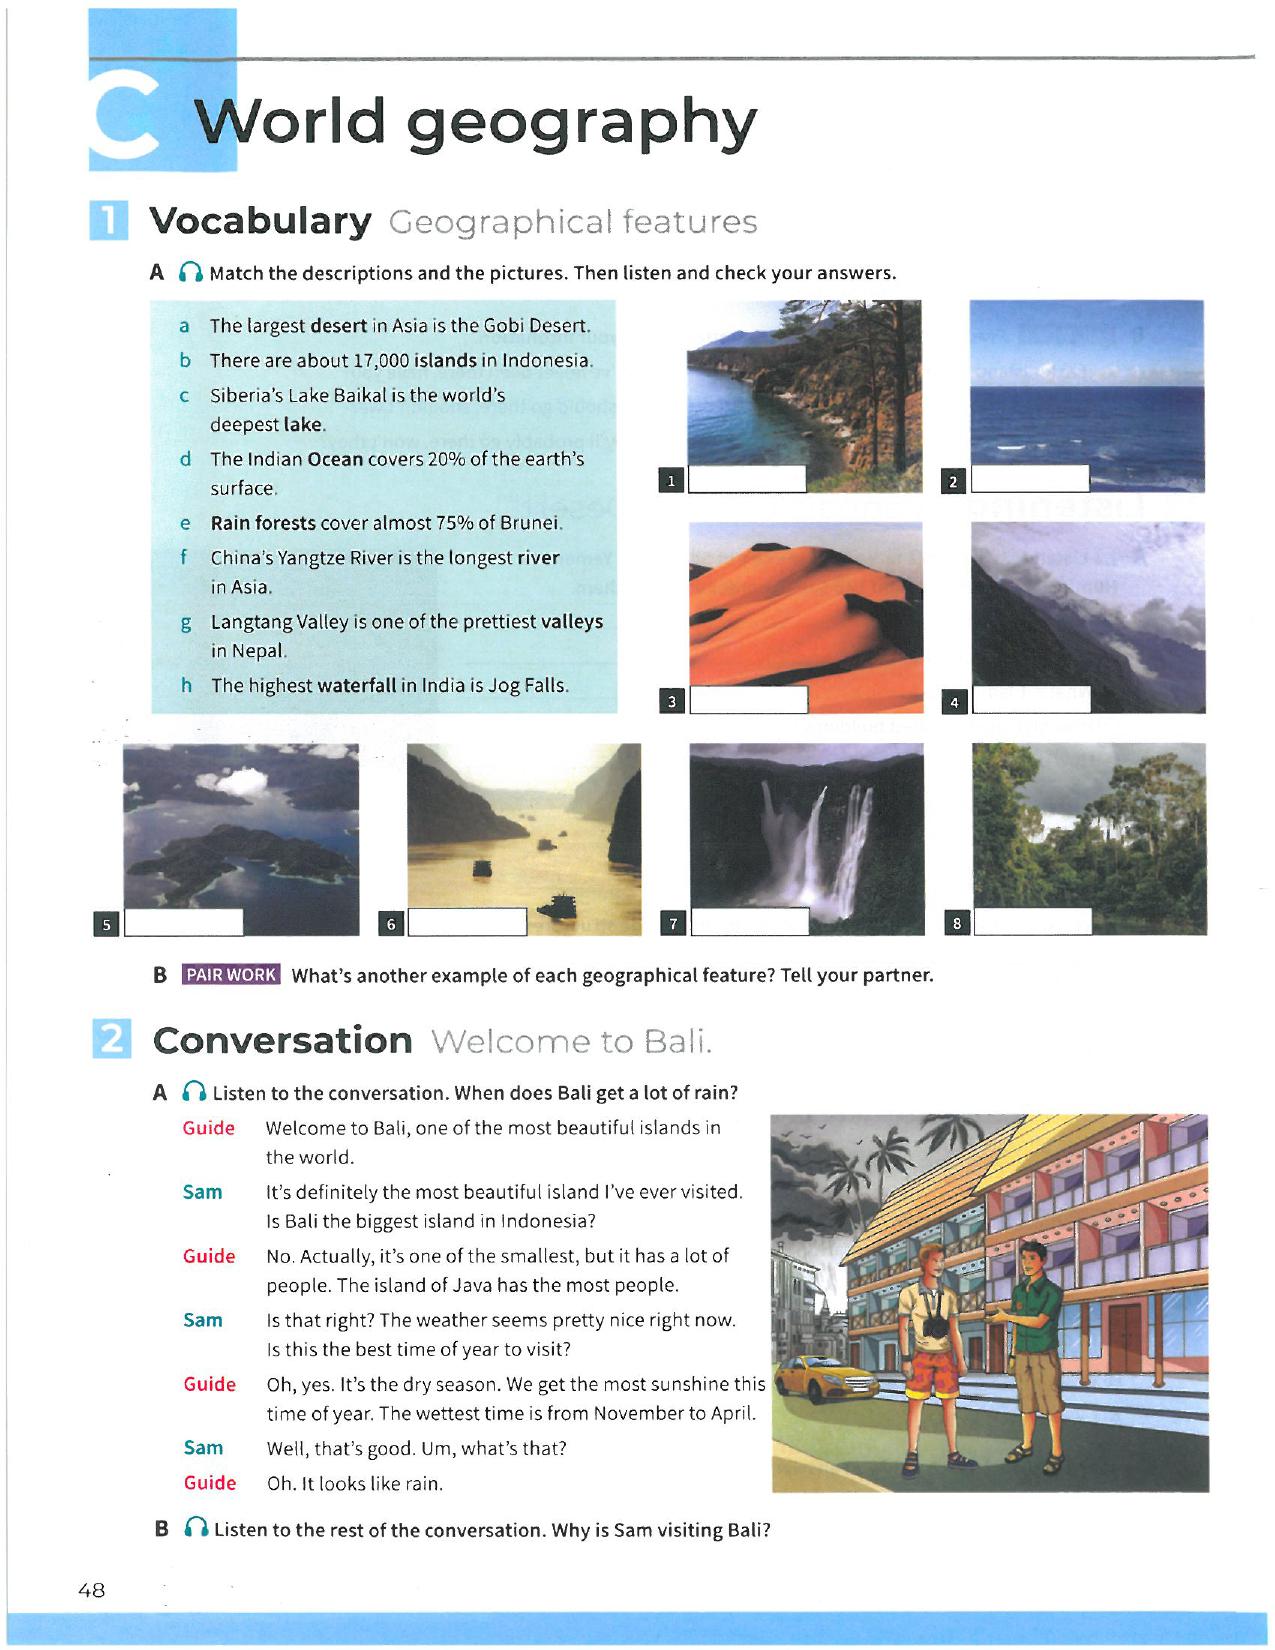 C World geography
1 Vocabulary Geographical features
A Match the descriptions and the pictures. Then listen and check your answers.
a The largest desert in Asia is the Gobi Desert.
b There are about 17,000 islands in Indonesia.
c Siberia's Lake Baikal is the world's
deepest lake.
d The Indian Ocean covers 20% of the earth's
surface.
e Rain forests cover almost 75% of Brunei.
f China's Yangtze River is the longest river
in Asia.
g Langtang Valley is one of the prettiest valleys
in Nepal.
h The highest waterfall in India is Jog Falls.
1
2
3
4
5
6
7
8
B PAIR WORK What's another example of each geographical feature? Tell your partner.
2 Conversation Welcome to Bali.
A Listen to the conversation. When does Bali get a lot of rain?
Guide Welcome to Bali, one of the most beautiful islands in
the world.
Sam It's definitely the most beautiful island I've ever visited.
Is Bali the biggest island in Indonesia?
Guide No. Actually, it's one of the smallest, but it has a lot of
people. The island of Java has the most people.
Sam Is that right? The weather seems pretty nice right now.
Is this the best time of year to visit?
Guide Oh, yes. It's the dry season. We get the most sunshine this
time of year. The wettest time is from November to April.
Sam Well, that's good. Um, what's that?
Guide Oh. It looks like rain.
B Listen to the rest of the conversation. Why is Sam visiting Bali?
48